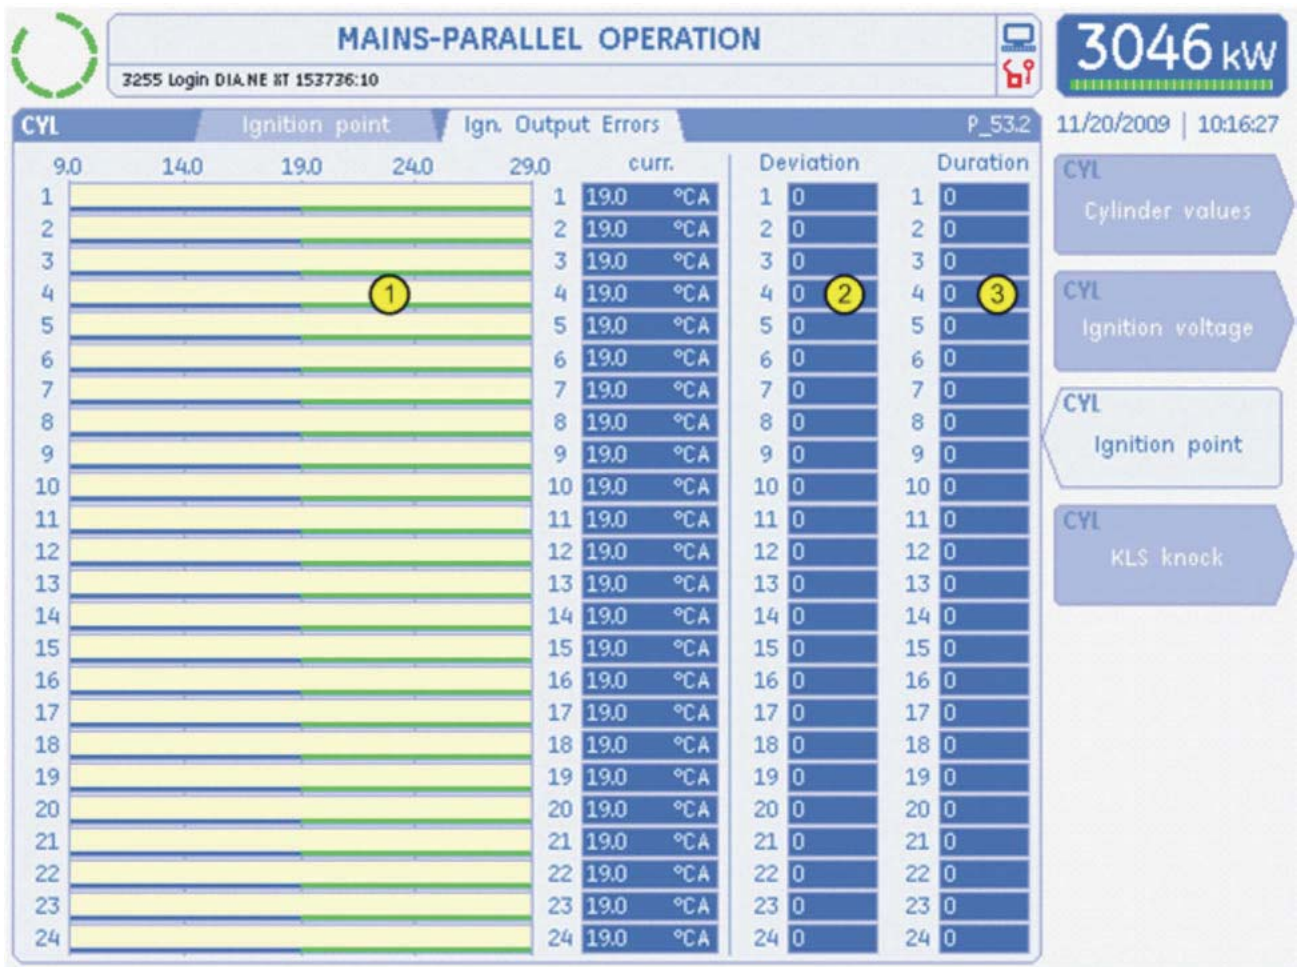 MAINS-PARALLEL OPERATION
3255 Login DIA.NE XT 153736:10
3046 kW
CYL Ignition point Ign. Output Errors P_53.2
11/20/2009 | 10:16:27
9.0 14.0 19.0 24.0 29.0 curr. Deviation Duration
1 1 19.0 °CA 1 0 1 0
2 2 19.0 °CA 2 0 2 0
3 3 19.0 °CA 3 0 3 0
4 1 4 19.0 °CA 4 0 2 4 0 3
5 5 19.0 °CA 5 0 5 0
6 6 19.0 °CA 6 0 6 0
7 7 19.0 °CA 7 0 7 0
8 8 19.0 °CA 8 0 8 0
9 9 19.0 °CA 9 0 9 0
10 10 19.0 °CA 10 0 10 0
11 11 19.0 °CA 11 0 11 0
12 12 19.0 °CA 12 0 12 0
13 13 19.0 °CA 13 0 13 0
14 14 19.0 °CA 14 0 14 0
15 15 19.0 °CA 15 0 15 0
16 16 19.0 °CA 16 0 16 0
17 17 19.0 °CA 17 0 17 0
18 18 19.0 °CA 18 0 18 0
19 19 19.0 °CA 19 0 19 0
20 20 19.0 °CA 20 0 20 0
21 21 19.0 °CA 21 0 21 0
22 22 19.0 °CA 22 0 22 0
23 23 19.0 °CA 23 0 23 0
24 24 19.0 °CA 24 0 24 0
CYL
Cylinder values
CYL
Ignition voltage
CYL
Ignition point
CYL
KLS knock